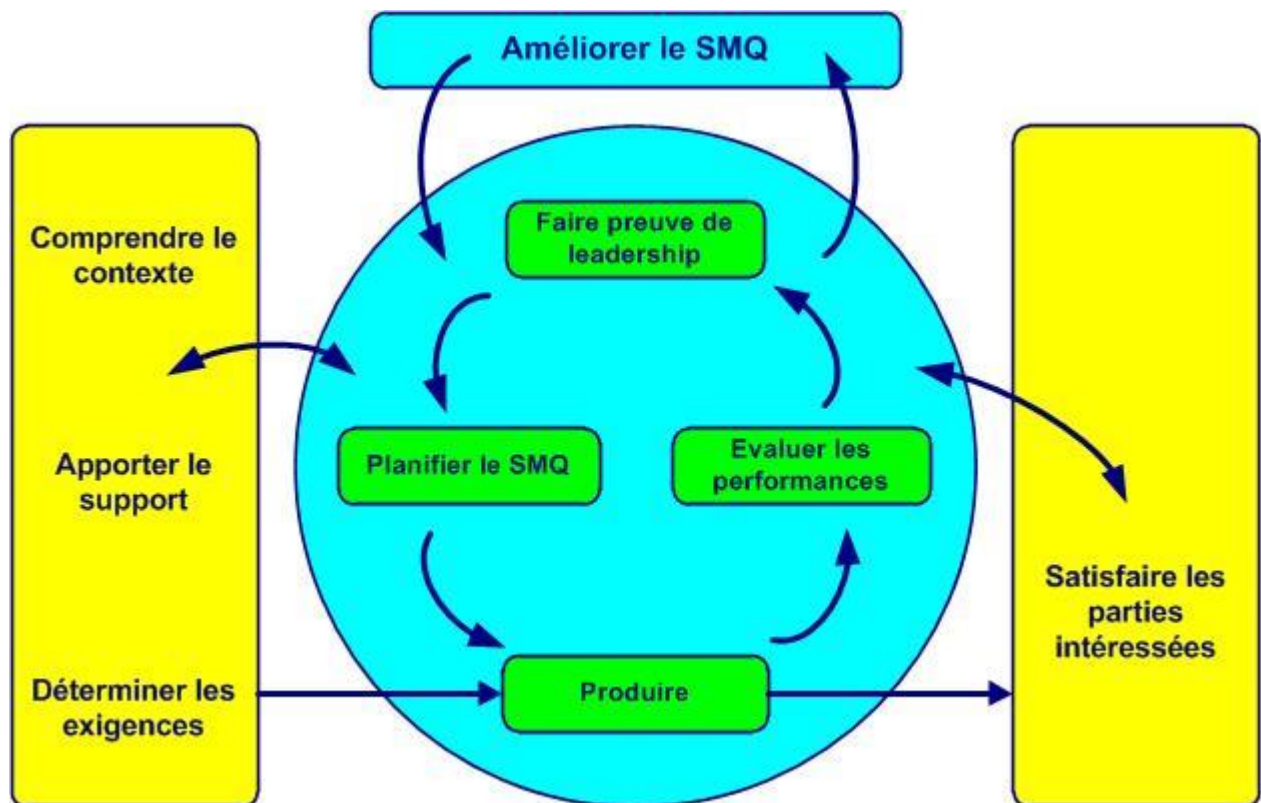 Améliorer le SMQ
Comprendre le
contexte
Apporter le
support
Déterminer les
exigences
Faire preuve de
leadership
Planifier le SMQ
Evaluer les
performances
Produire
Satisfaire les
parties
intéressées